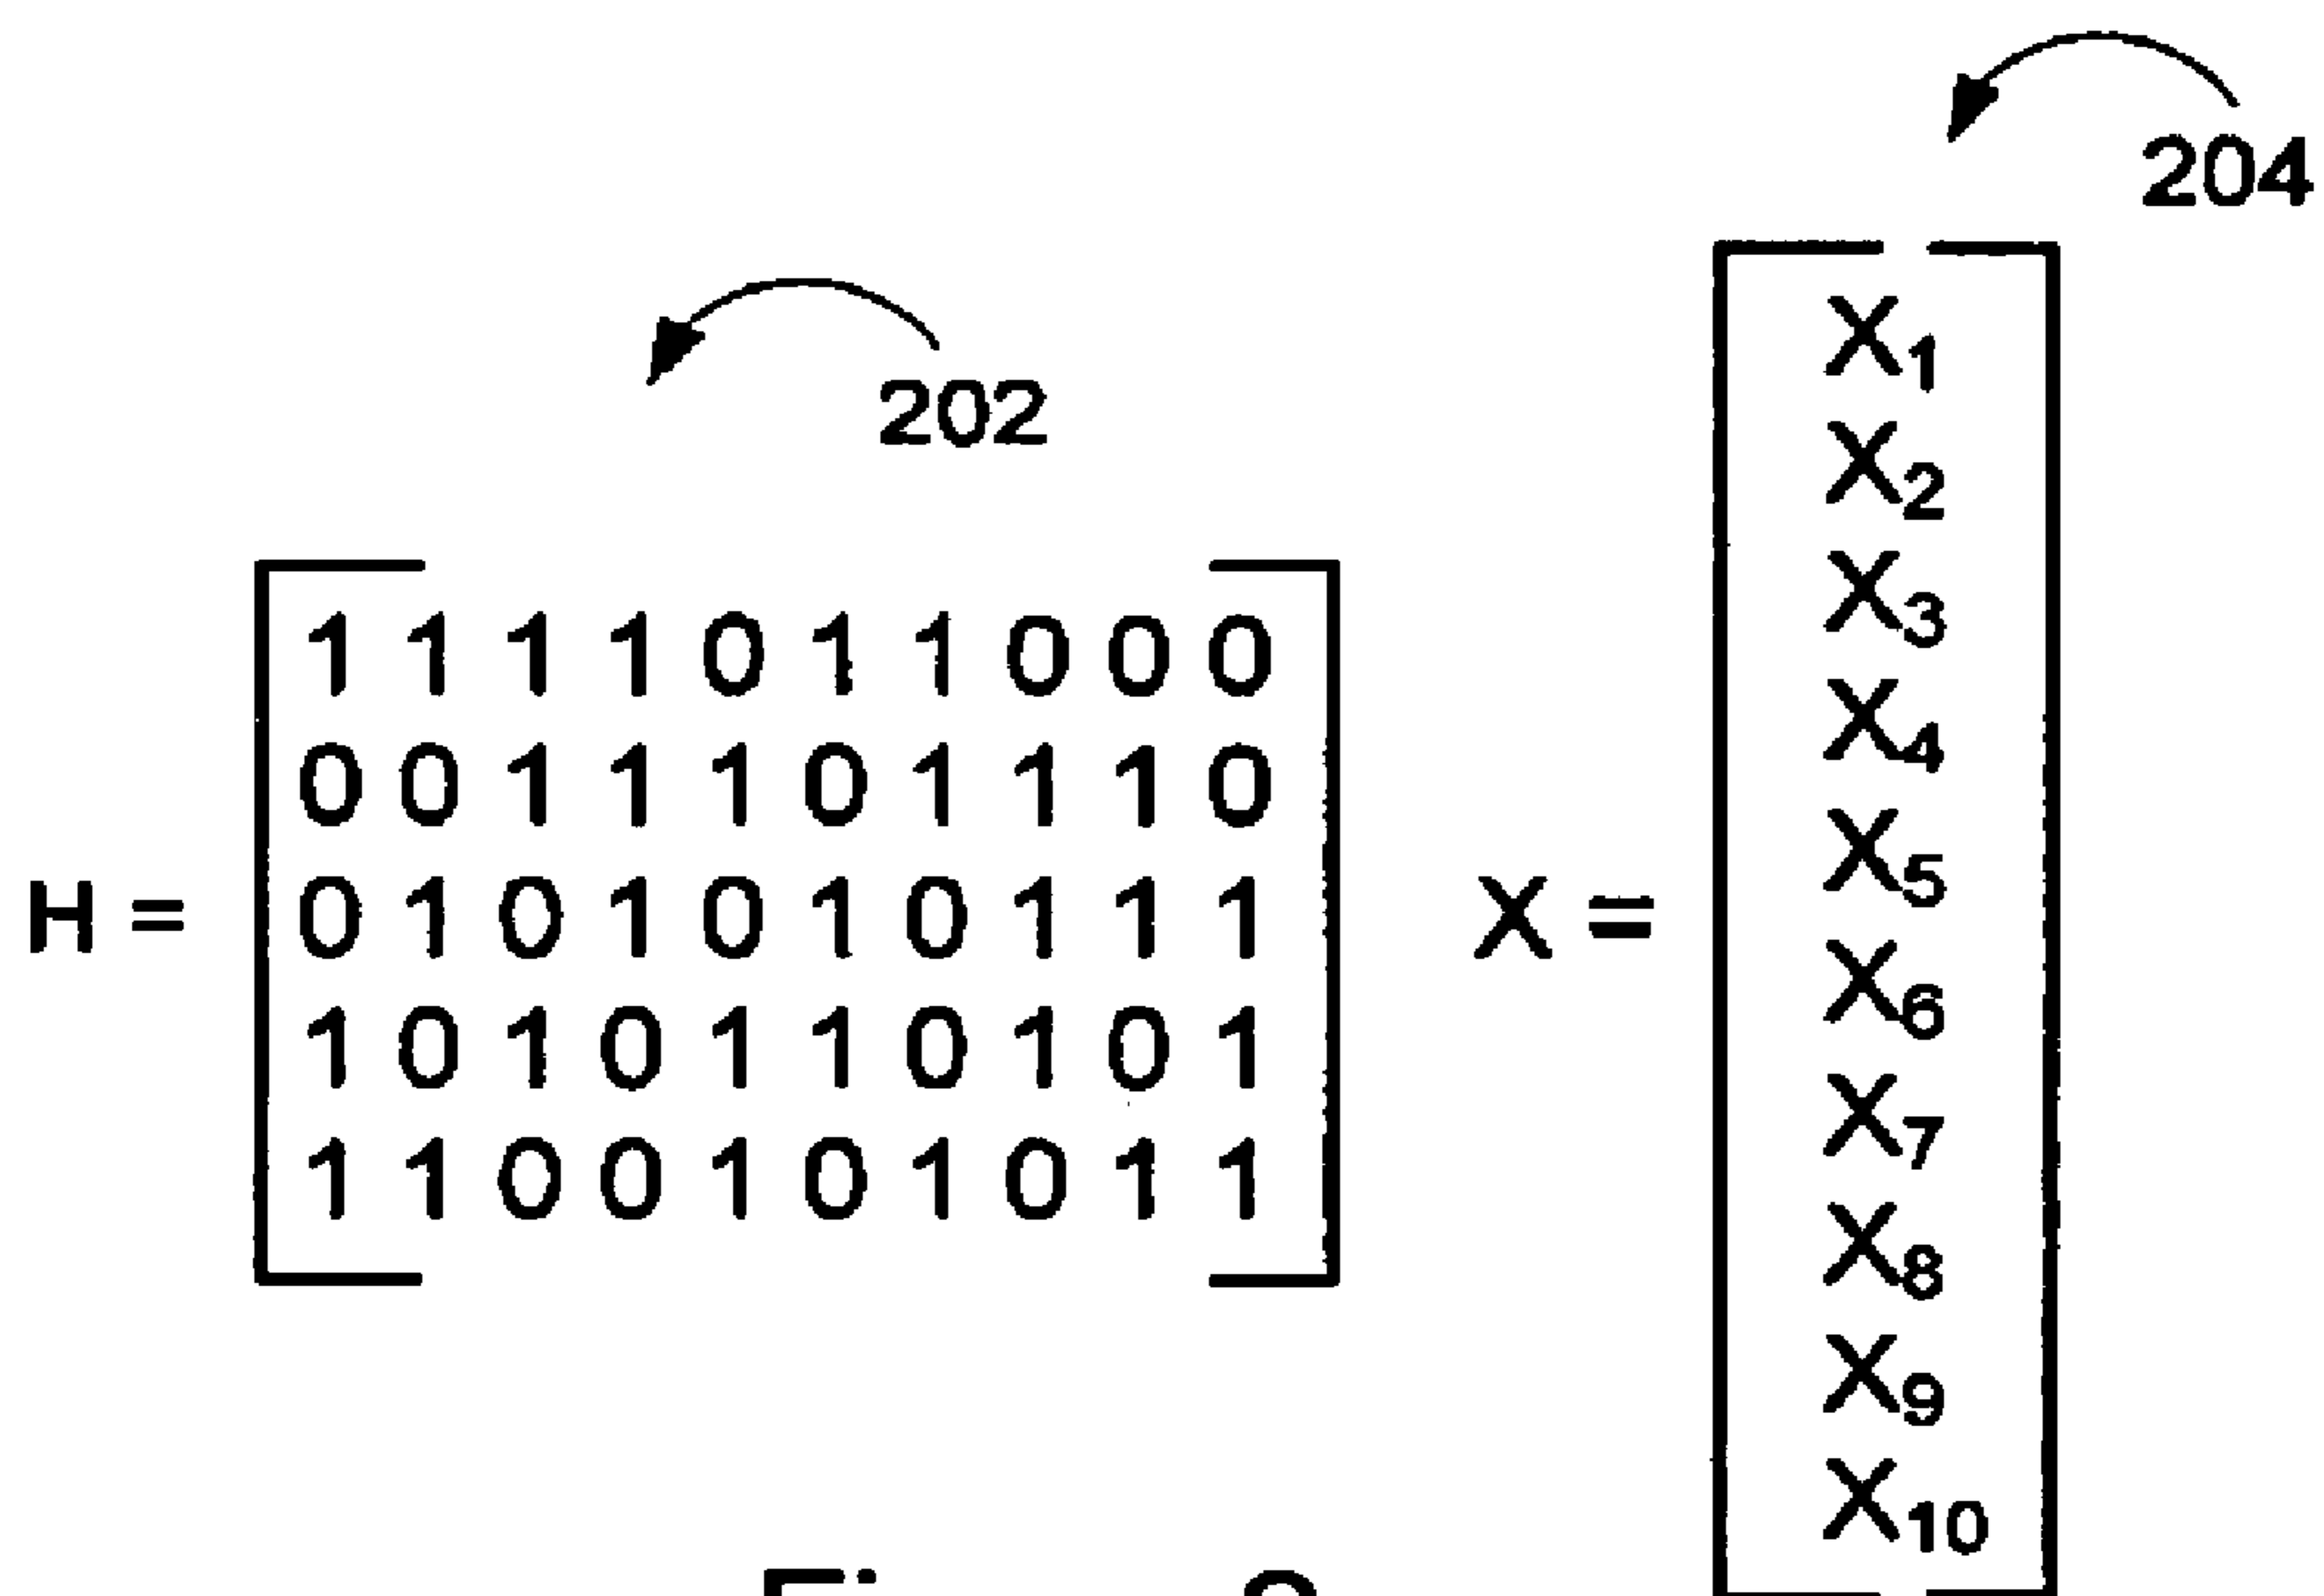 204
202
H =
1 1 1 1 0 1 1 0 0 0
0 0 1 1 1 0 1 1 1 0
0 1 0 1 0 1 0 1 1 1
1 0 1 0 1 1 0 1 0 1
1 1 0 0 1 0 1 0 1 1
X =
X1
X2
X3
X4
X5
X6
X7
X8
X9
X10